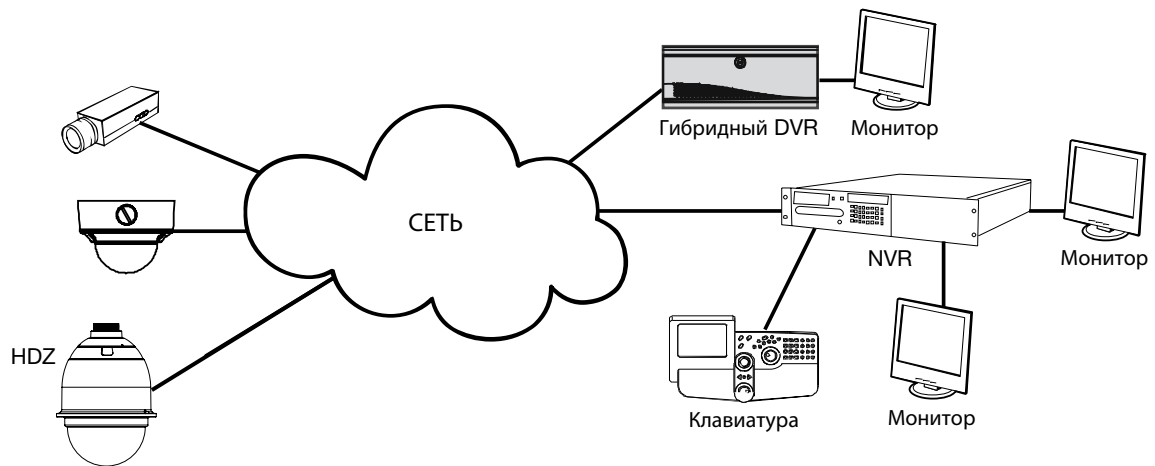 Гибридный DVR
Монитор
СЕТЬ
NVR
Монитор
HDZ
Клавиатура
Монитор